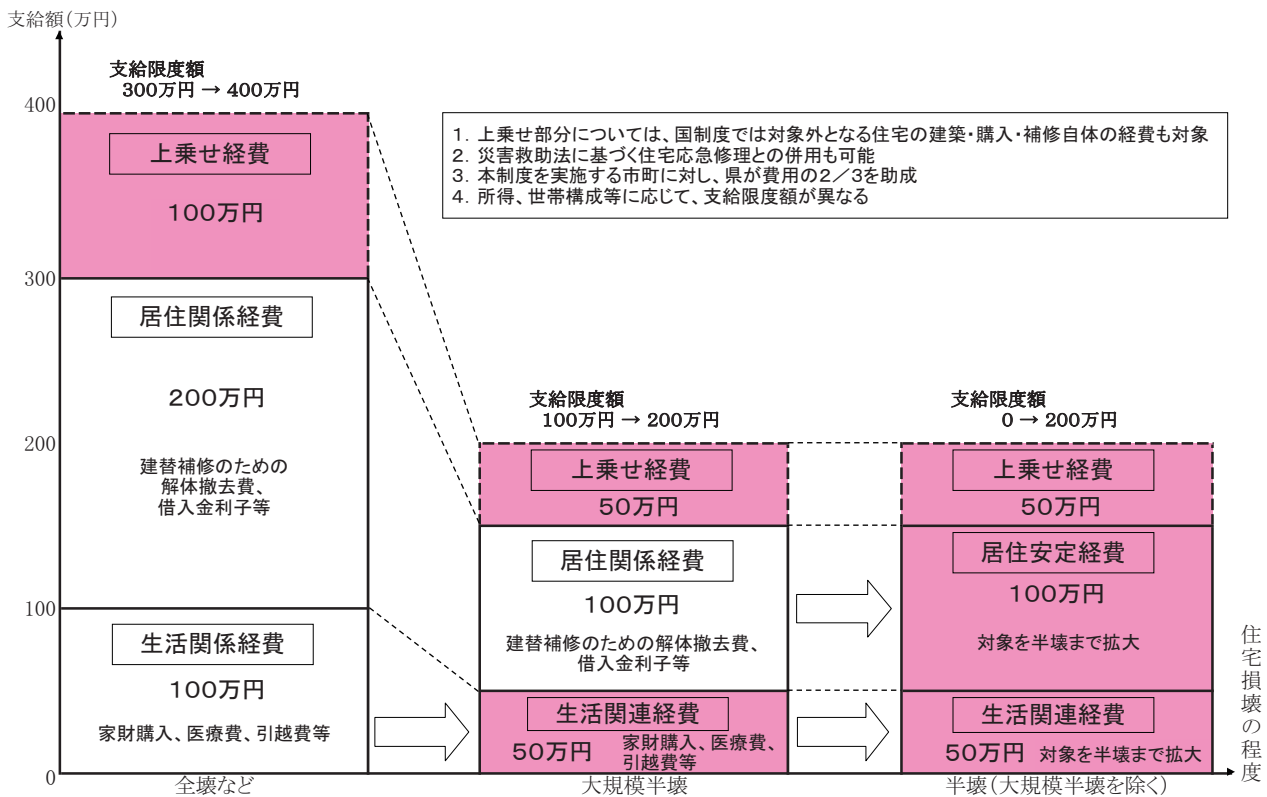 支給額（万円）
支給限度額
300万円 → 400万円
400
上乗せ経費
100万円
300
居住関係経費
200万円
建替補修のための
解体撤去費、
借入金利子等
200
100
生活関係経費
100万円
家財購入、医療費、引越費等
0
全壊など
1. 上乗せ部分については、国制度では対象外となる住宅の建築・購入・補修自体の経費も対象
2. 災害救助法に基づく住宅応急修理との併用も可能
3. 本制度を実施する市町に対し、県が費用の２／３を助成
4. 所得、世帯構成等に応じて、支給限度額が異なる
支給限度額
100万円 → 200万円
上乗せ経費
50万円
居住関係経費
100万円
建替補修のための解体撤去費、
借入金利子等
生活関連経費
50万円 家財購入、医療費、
引越費等
大規模半壊
支給限度額
0 → 200万円
上乗せ経費
50万円
居住安定経費
100万円
対象を半壊まで拡大
生活関連経費
50万円 対象を半壊まで拡大
半壊（大規模半壊を除く）
住宅損壊の程度